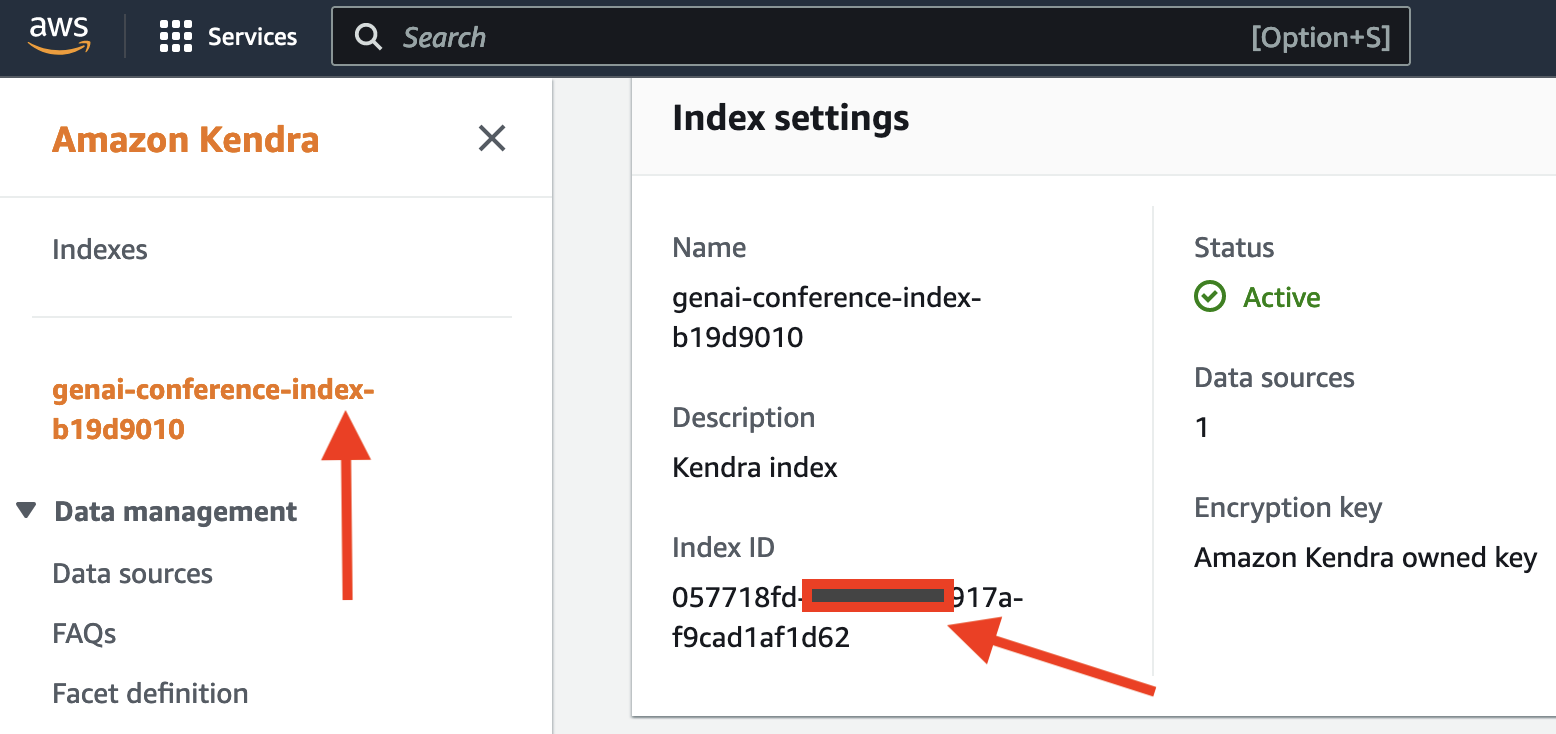 aws
Services
Search
[Option+S]
Amazon Kendra
Indexes
genai-conference-index-
b19d9010
Data management
Data sources
FAQs
Facet definition
Index settings
Name
genai-conference-index-
b19d9010
Description
Kendra index
Index ID
057718fd- 917a-
f9cad1af1d62
Status
Active
Data sources
1
Encryption key
Amazon Kendra owned key